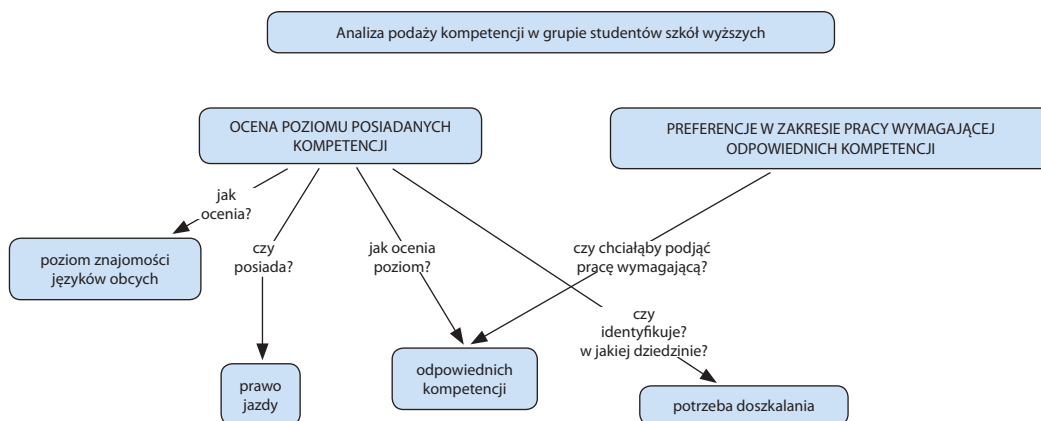 Analiza podaży kompetencji w grupie studentów szkół wyższych
OCENA POZIOMU POSIADANYCH
KOMPETENCJI
PREFERENCJE W ZAKRESIE PRACY WYMAGAJĄCEJ
ODPOWIEDNICH KOMPETENCJI
jak
ocenia?
czy
posiada?
jak ocenia
poziom?
czy chciałąby podjąć
pracę wymagającą?
poziom znajomości
języków obcych
czy
identyfikuje?
w jakiej dziedzinie?
prawo
jazdy
odpowiednich
kompetencji
potrzeba doszkalania